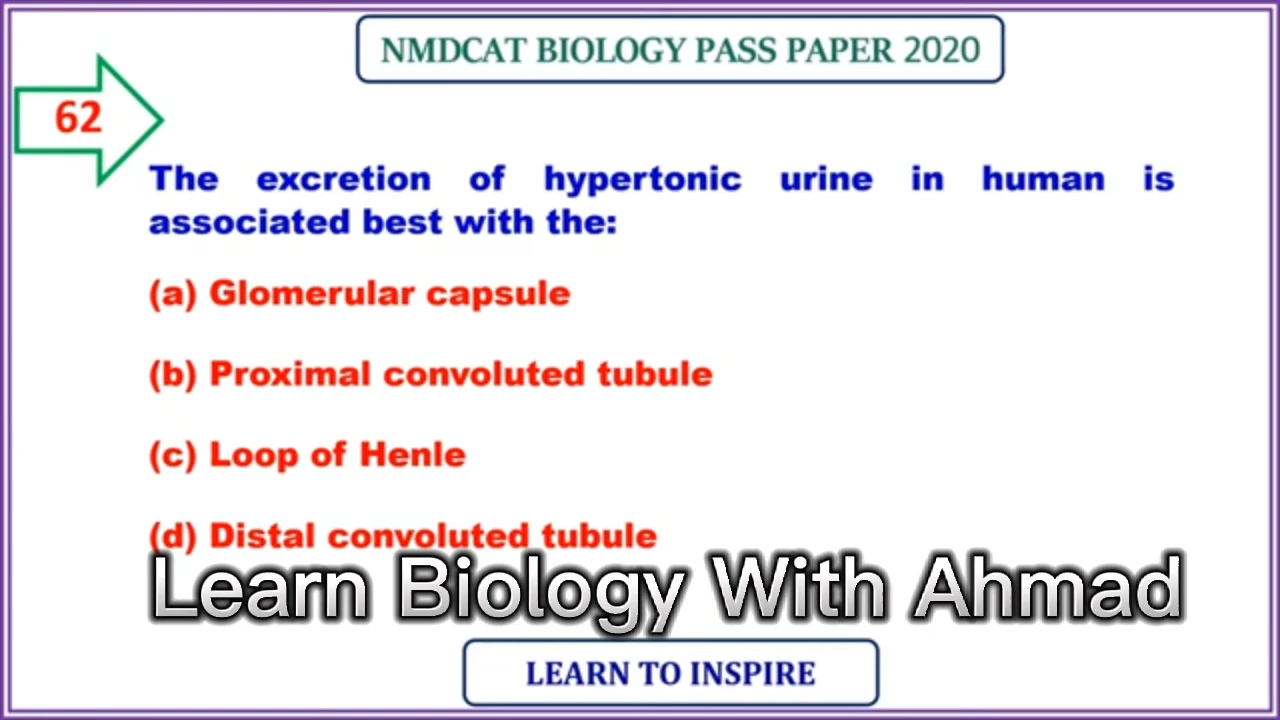 NMDCAT BIOLOGY PASS PAPER 2020
62
The excretion of hypertonic urine in human is
associated best with the:
(a) Glomerular capsule
(b) Proximal convoluted tubule
(c) Loop of Henle
(d) Distal convoluted tubule
Learn Biology With Ahmad
LEARN TO INSPIRE